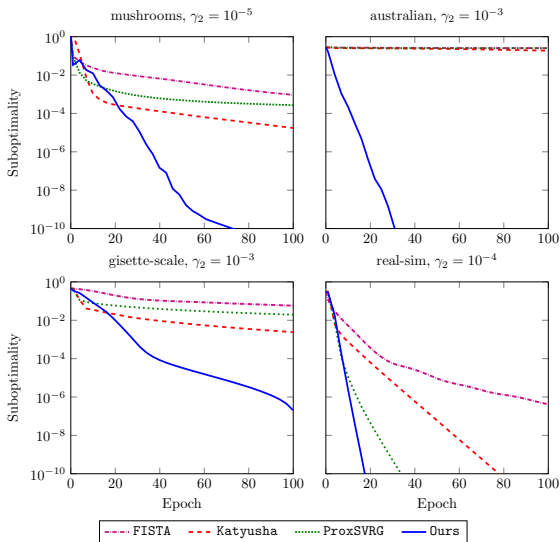 mushrooms, γ₂ = 10⁻⁵
australian, γ₂ = 10⁻³
Suboptimality
10⁰
10⁻²
10⁻⁴
10⁻⁶
10⁻⁸
10⁻¹⁰
0 20 40 60 80 100
0 20 40 60 80 100
gisette-scale, γ₂ = 10⁻³
real-sim, γ₂ = 10⁻⁴
Suboptimality
10⁰
10⁻²
10⁻⁴
10⁻⁶
10⁻⁸
10⁻¹⁰
0 20 40 60 80 100
0 20 40 60 80 100
Epoch
Epoch
FISTA Katyusha ProxSVRG Ours